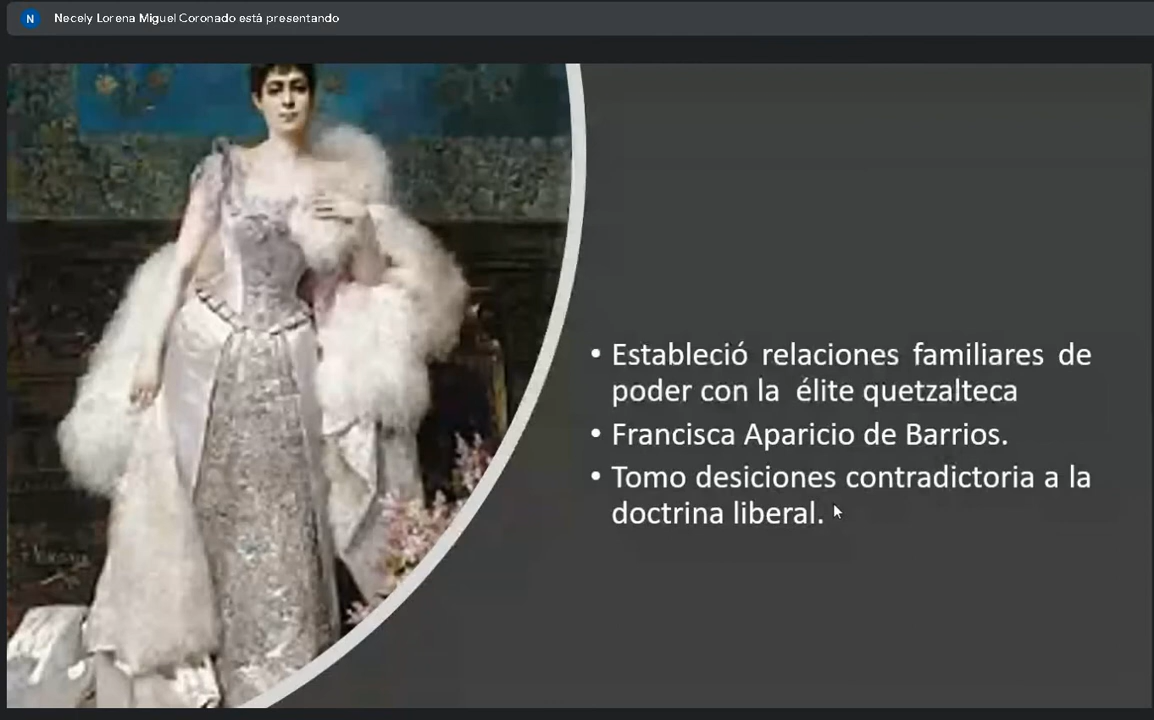 N Necely Lorena Miguel Coronado está presentando
• Estableció relaciones familiares de
poder con la élite quetzalteca
• Francisca Aparicio de Barrios.
• Tomo desiciones contradictoria a la
doctrina liberal.